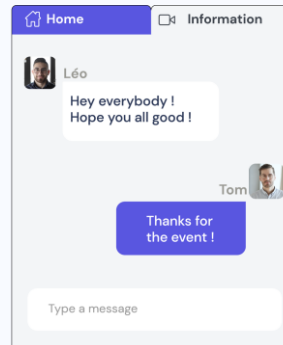 Home
Information
Léo
Hey everybody !
Hope you all good !
Tom
Thanks for
the event !
Type a message